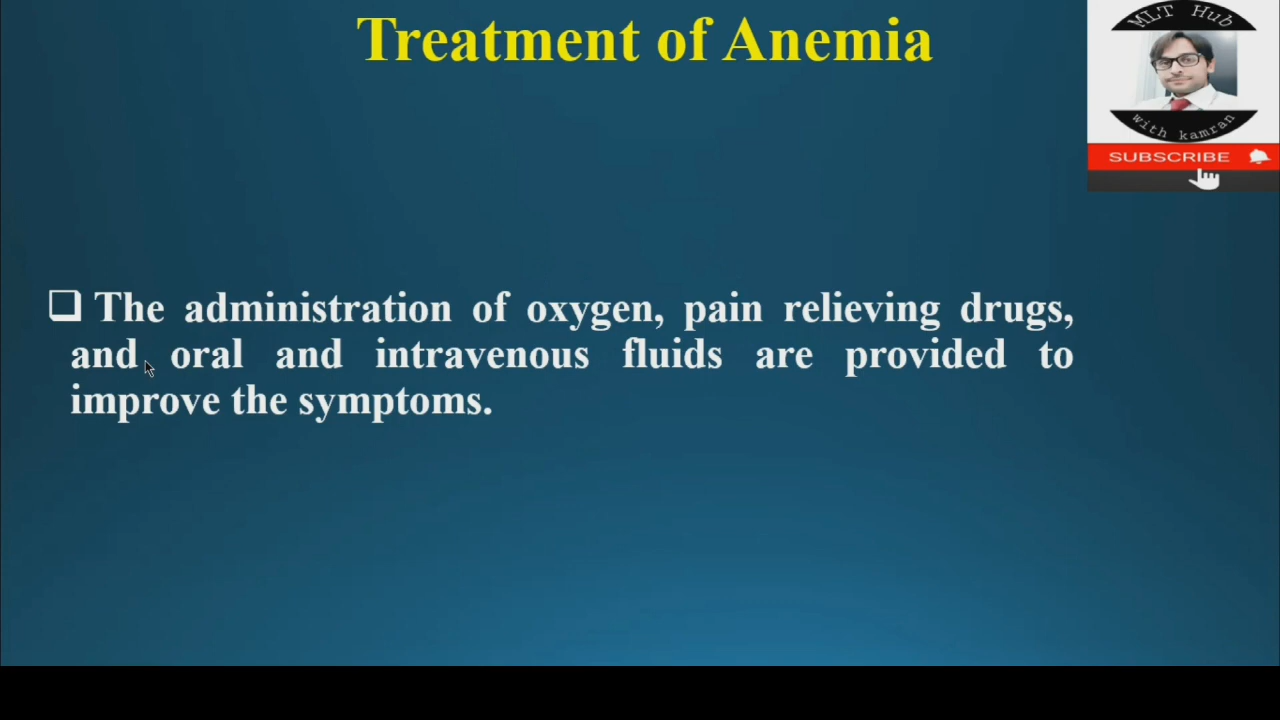 Treatment of Anemia
MLT Hub
with kamran
SUBSCRIBE
The administration of oxygen, pain relieving drugs,
and oral and intravenous fluids are provided to
improve the symptoms.